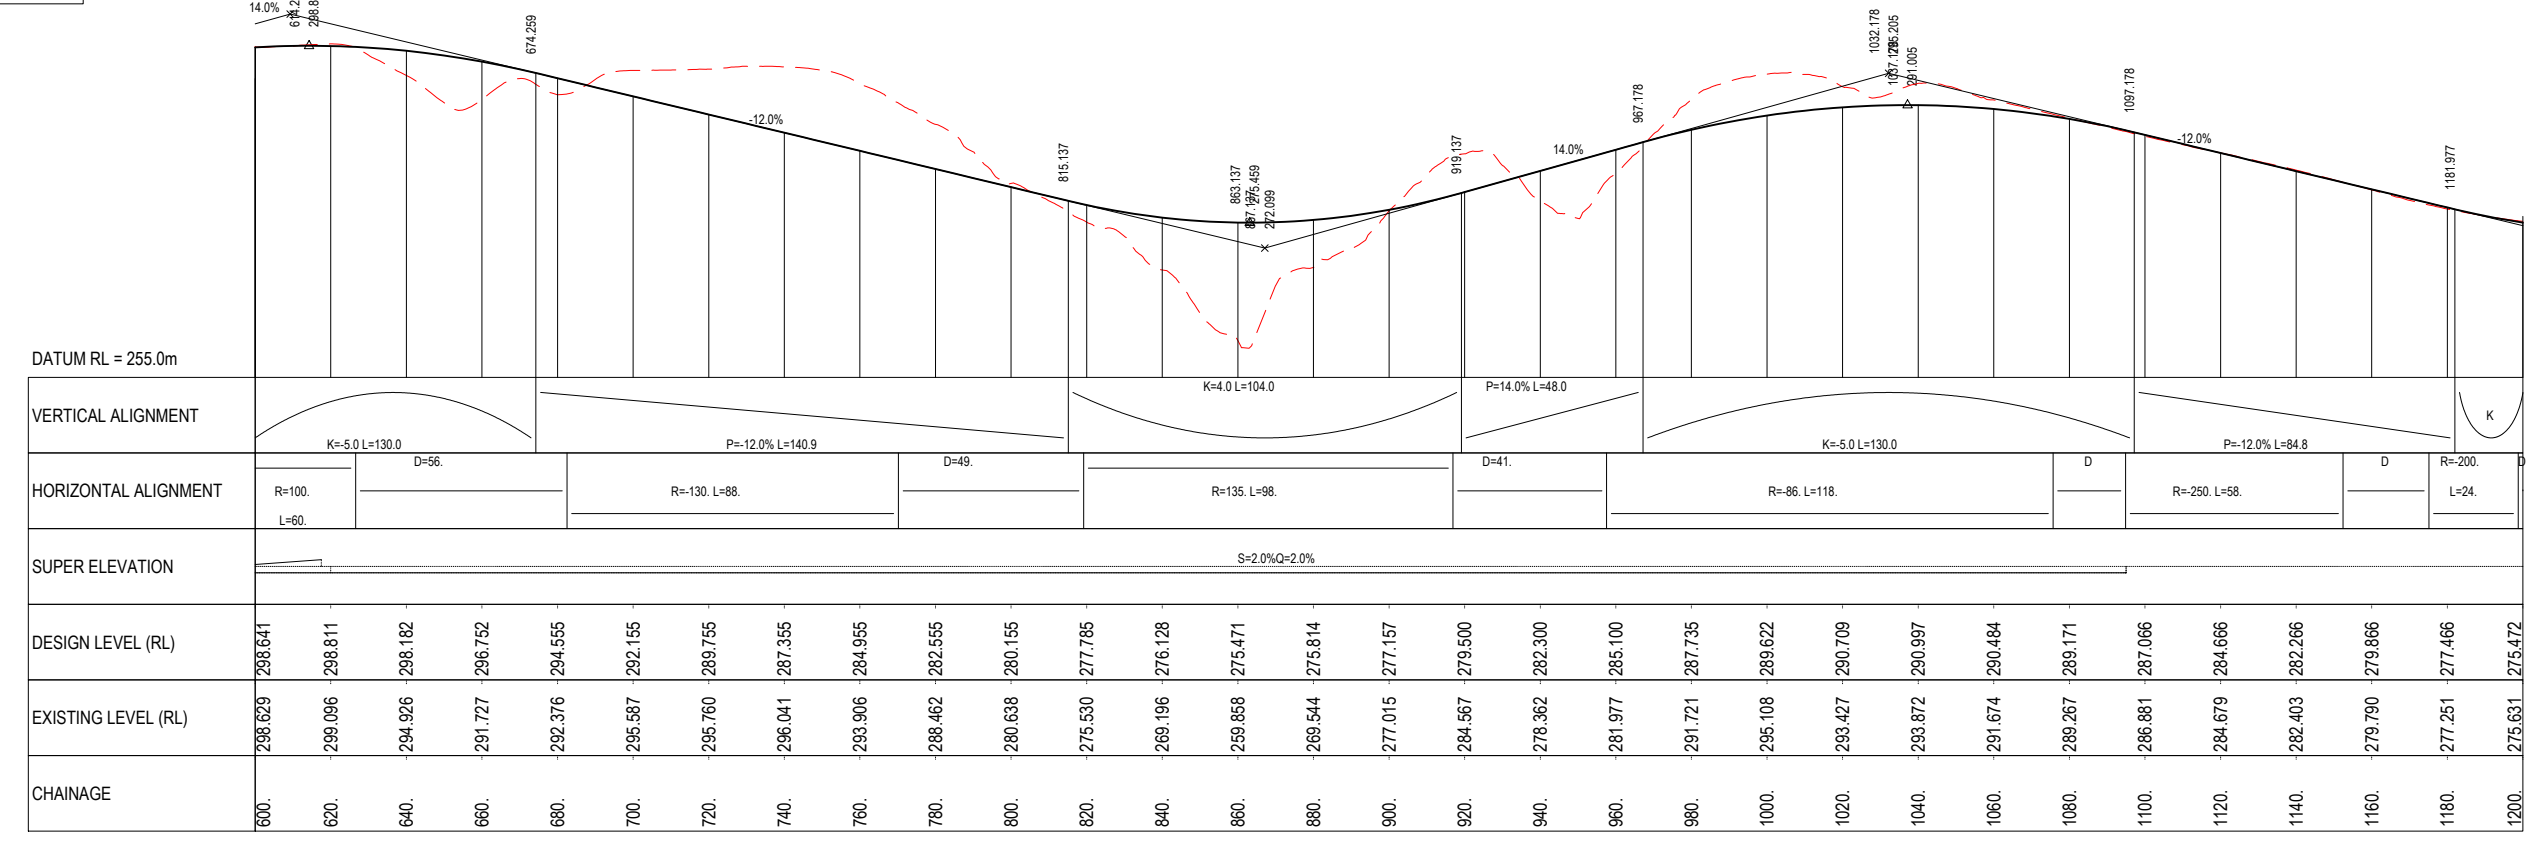 14.0%
674.259
-12.0%
815.137
863.137
275.459
867.137
272.099
919.137
14.0%
967.178
1032.178
295.205
1037.178
291.005
1097.178
-12.0%
1181.977
DATUM RL = 255.0m
VERTICAL ALIGNMENT
K=-5.0 L=130.0
P=-12.0% L=140.9
K=4.0 L=104.0
P=14.0% L=48.0
K=-5.0 L=130.0
P=-12.0% L=84.8
K
HORIZONTAL ALIGNMENT
R=100.
L=60.
D=56.
R=-130. L=88.
D=49.
R=135. L=98.
D=41.
R=-86. L=118.
D
R=-250. L=58.
D
R=-200.
L=24.
D
SUPER ELEVATION
S=2.0%Q=2.0%
DESIGN LEVEL (RL)
298.641 298.811 298.182 296.752 294.555 292.155 289.755 287.355 284.955 282.555 280.155 277.785 276.128 275.471 275.814 277.157 279.500 282.300 285.100 287.735 289.622 290.709 290.997 290.484 289.171 287.066 284.666 282.266 279.866 277.466 275.472
EXISTING LEVEL (RL)
298.629 299.096 294.926 291.727 292.376 295.587 295.760 296.041 293.906 288.462 280.638 275.530 269.196 259.858 269.544 277.015 284.567 278.362 281.977 291.721 295.108 293.427 293.872 291.674 289.267 286.881 284.679 282.403 279.790 277.251 275.631
CHAINAGE
600. 620. 640. 660. 680. 700. 720. 740. 760. 780. 800. 820. 840. 860. 880. 900. 920. 940. 960. 980. 1000. 1020. 1040. 1060. 1080. 1100. 1120. 1140. 1160. 1180. 1200.